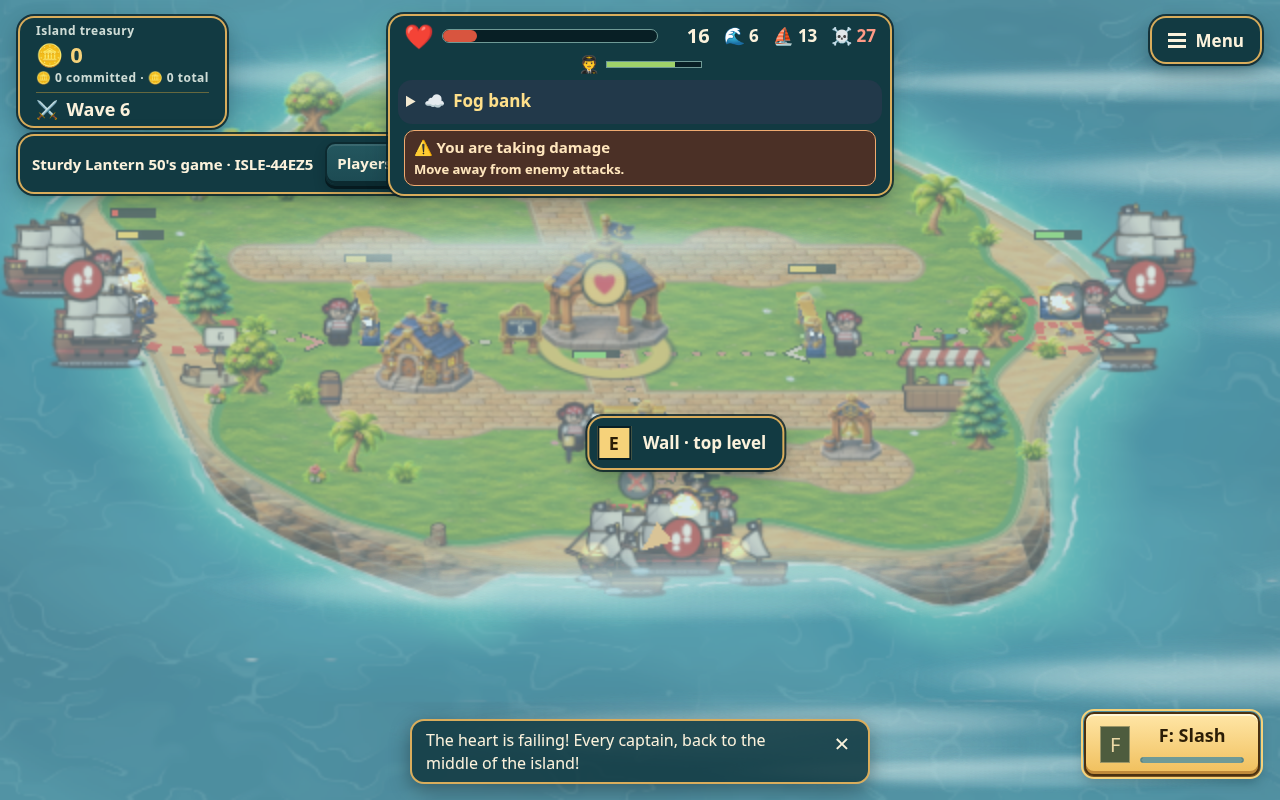 Island treasury
0
0 committed · 0 total
Wave 6
Sturdy Lantern 50's game · ISLE-44EZ5
Players
16 6 13 27
Fog bank
You are taking damage
Move away from enemy attacks.
Menu
6
6
E Wall · top level
The heart is failing! Every captain, back to the
middle of the island!
F F: Slash